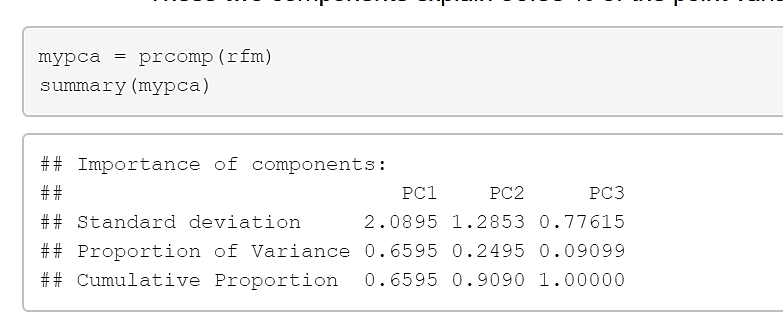 mypca = prcomp(rfm)
summary(mypca)
## Importance of components:
##                           PC1    PC2     PC3
## Standard deviation     2.0895 1.2853 0.77615
## Proportion of Variance 0.6595 0.2495 0.09099
## Cumulative Proportion  0.6595 0.9090 1.00000